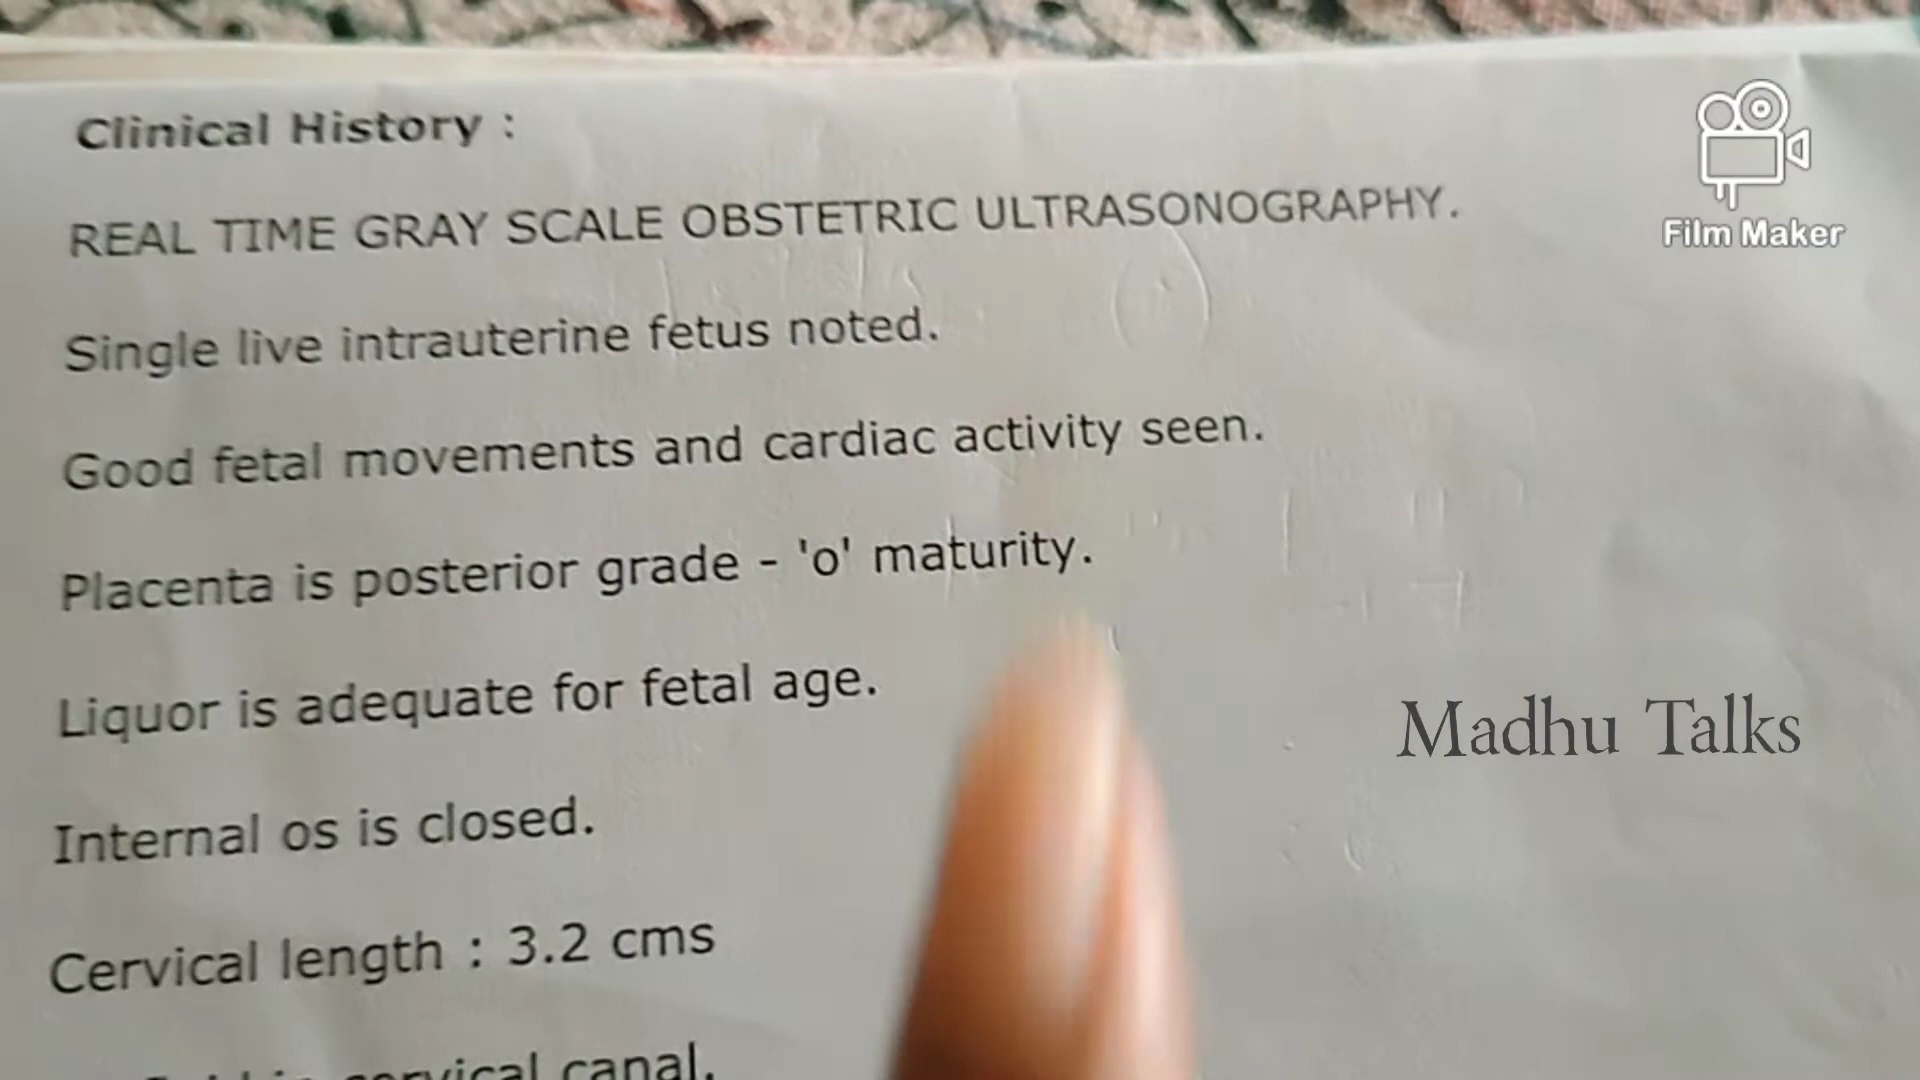 Clinical History :
REAL TIME GRAY SCALE OBSTETRIC ULTRASONOGRAPHY.
Film Maker
Single live intrauterine fetus noted.
Good fetal movements and cardiac activity seen.
Placenta is posterior grade - 'o' maturity.
Liquor is adequate for fetal age.
Madhu Talks
Internal os is closed.
Cervical length : 3.2 cms
cervical canal.